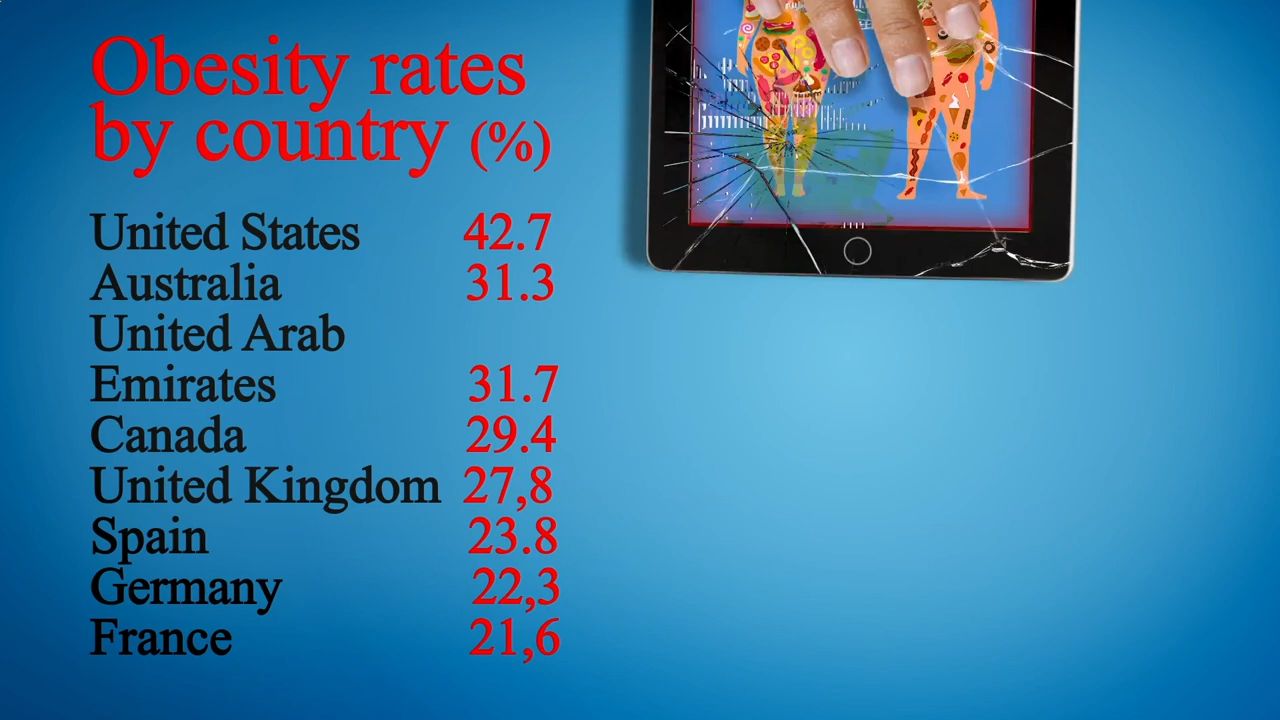 Obesity rates
by country (%)
United States 42.7
Australia 31.3
United Arab
Emirates 31.7
Canada 29.4
United Kingdom 27,8
Spain 23.8
Germany 22,3
France 21,6